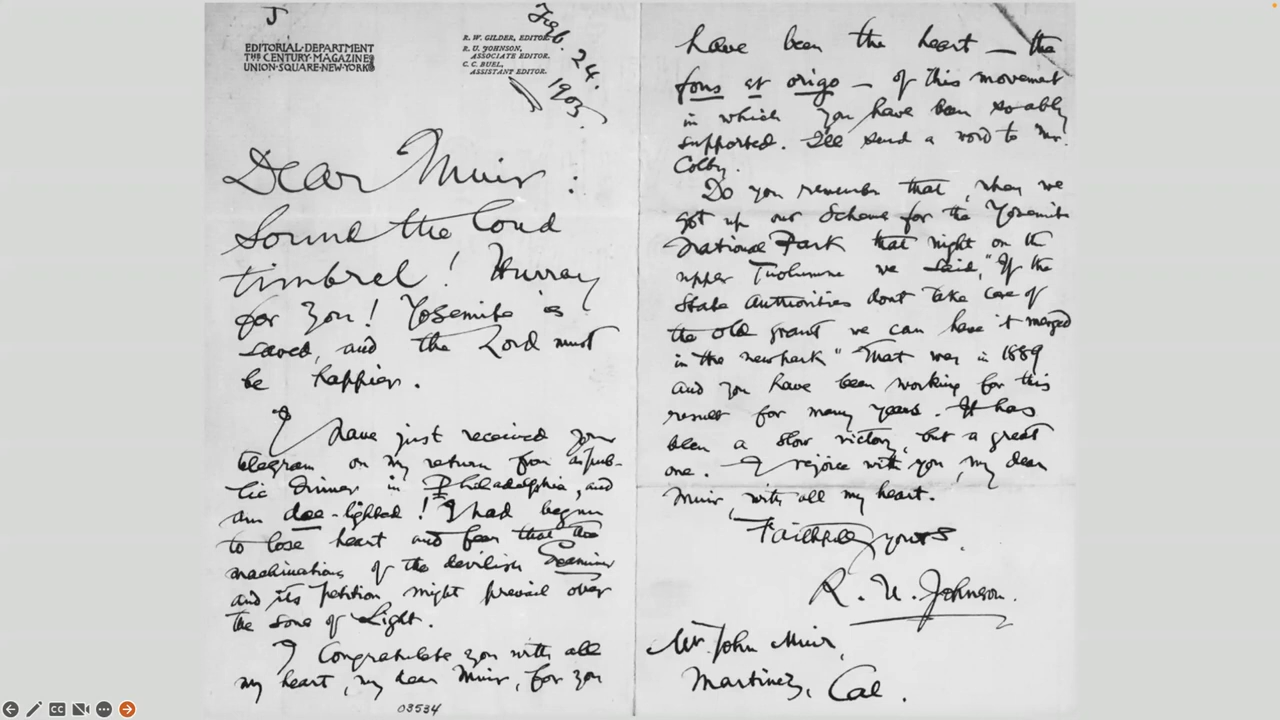 J
EDITORIAL DEPARTMENT
THE CENTURY MAGAZINE
UNION SQUARE NEW YORK
R. W. GILDER, EDITOR.
R. U. JOHNSON,
ASSOCIATE EDITOR.
C. C. BUEL,
ASSISTANT EDITOR.
Feb. 24.
1905.
Dear Muir:
Sound the loud
timbrel! Hurray
for you! Yosemite is
saved, and the Lord must
be happier.
I have just received your
telegram on my return from a pub-
lic dinner in Philadelphia, and
am dee-lighted! I had begun
to lose heart and fear that the
machinations of the devilish Examiner
and its petition might prevail over
the sons of Light.
I congratulate you with all
my heart, my dear Muir, for you
03534
have been the heart — the
fons et origo — of this movement
in which you have been so ably
supported. I'll send a word to Mr.
Colby.
Do you remember that, when we
got up our scheme for the Yosemite
National Park that night on the
upper Tuolumne we said, "If the
State Authorities dont take care of
the old grant we can have it merged
in the new park" That was in 1889
and you have been working for this
result for many years. It has
been a slow victory, but a great
one. I rejoice with you, my dear
Muir, with all my heart.
Faithfully yours,
R. U. Johnson.
Mr. John Muir,
Martinez, Cal.
CC